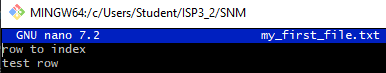 MINGW64:/c/Users/Student/ISP3_2/SNM
GNU nano 7.2 my_first_file.txt
row to index
test row